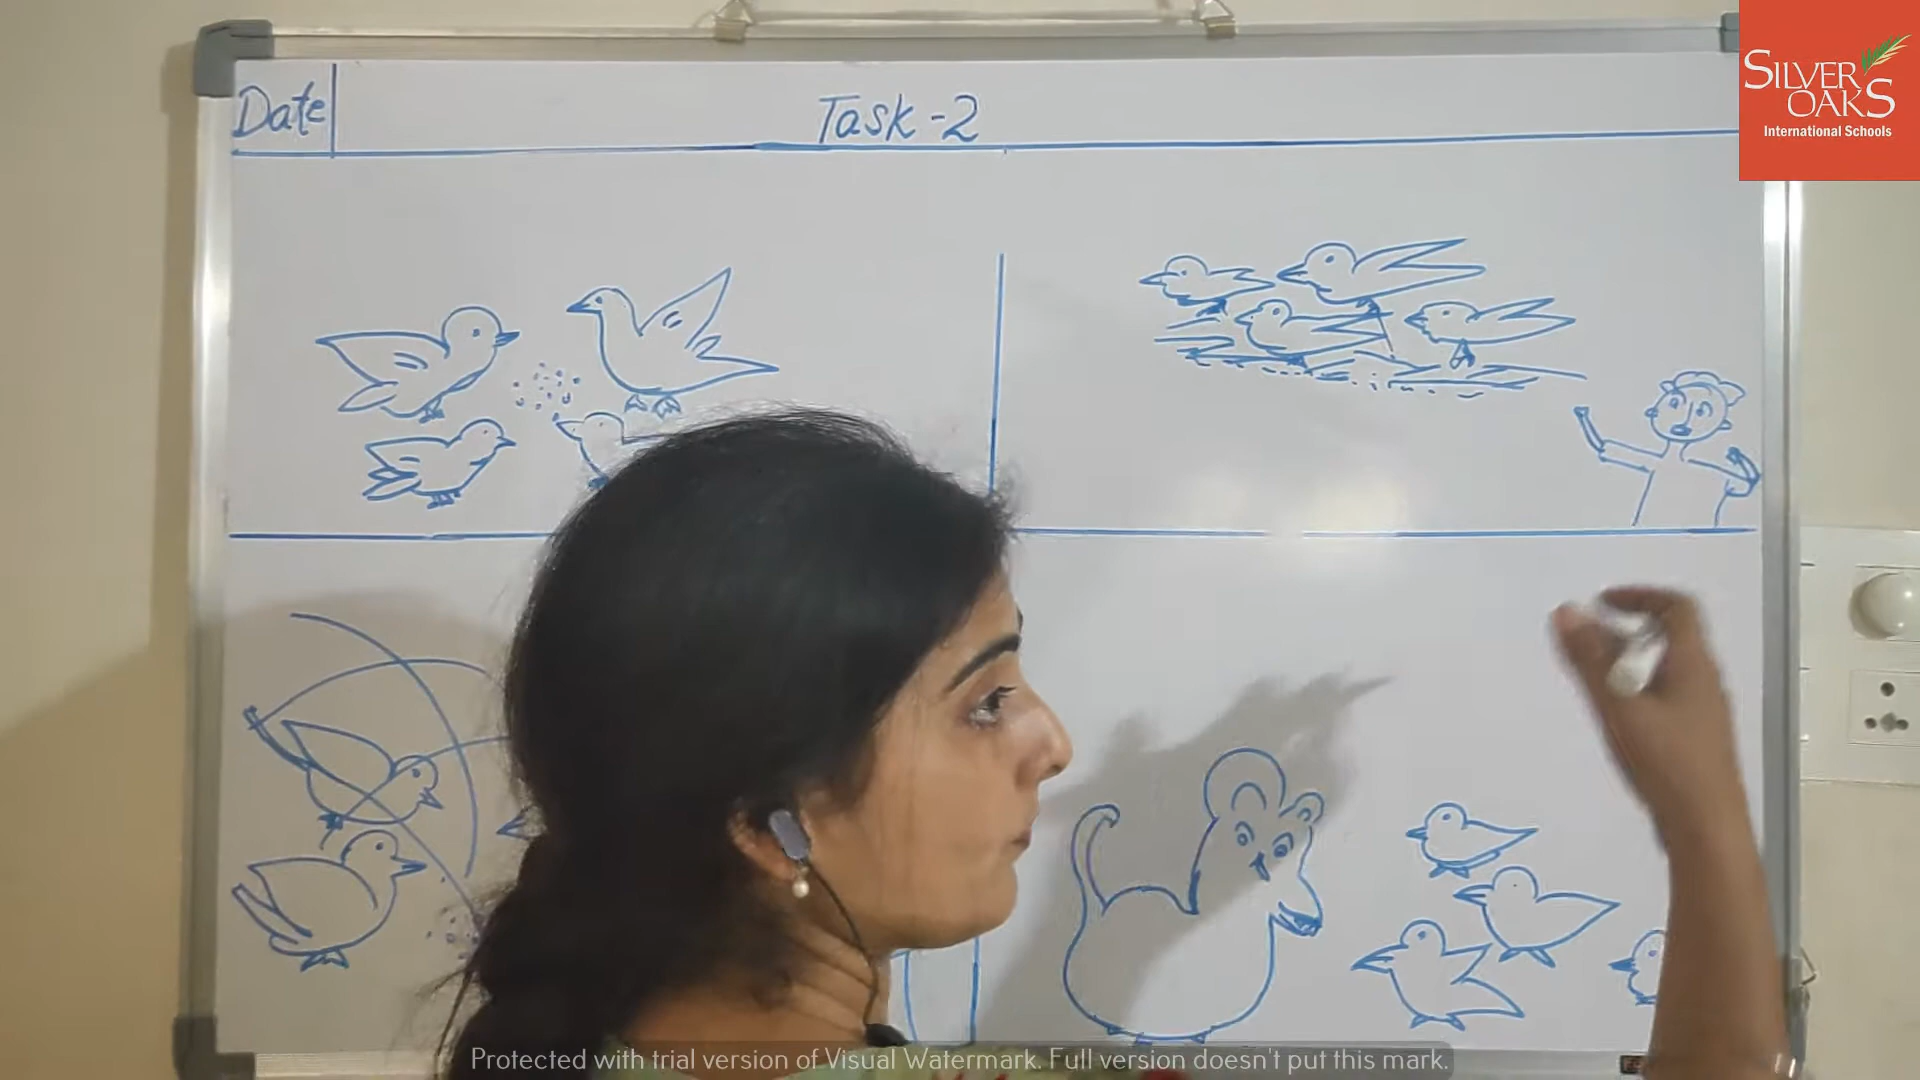 Date
Task-2
SILVER
OAKS
International Schools
Protected with trial version of Visual Watermark. Full version doesn't put this mark.